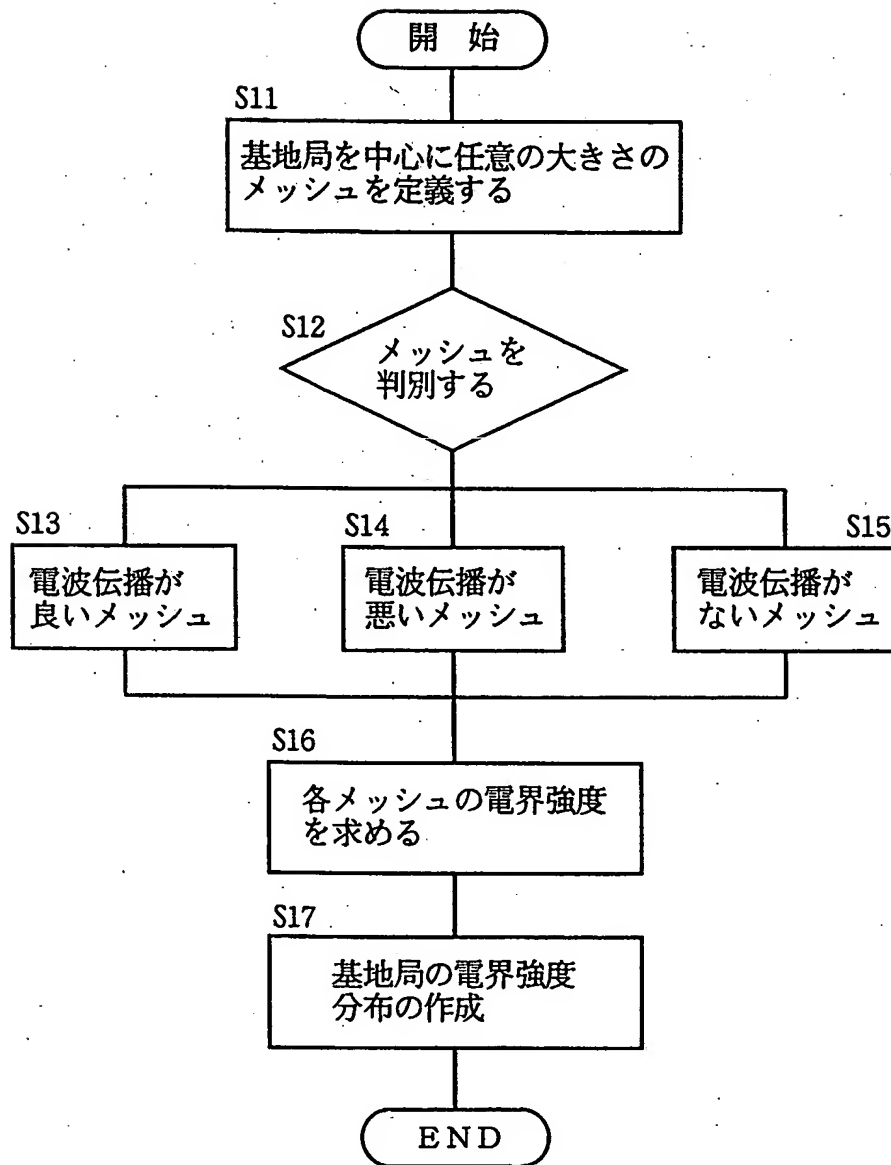 開 始
S11
基地局を中心に任意の大きさの
メッシュを定義する
S12
メッシュを
判別する
S13
電波伝播が
良いメッシュ
S14
電波伝播が
悪いメッシュ
S15
電波伝播が
ないメッシュ
S16
各メッシュの電界強度
を求める
S17
基地局の電界強度
分布の作成
END